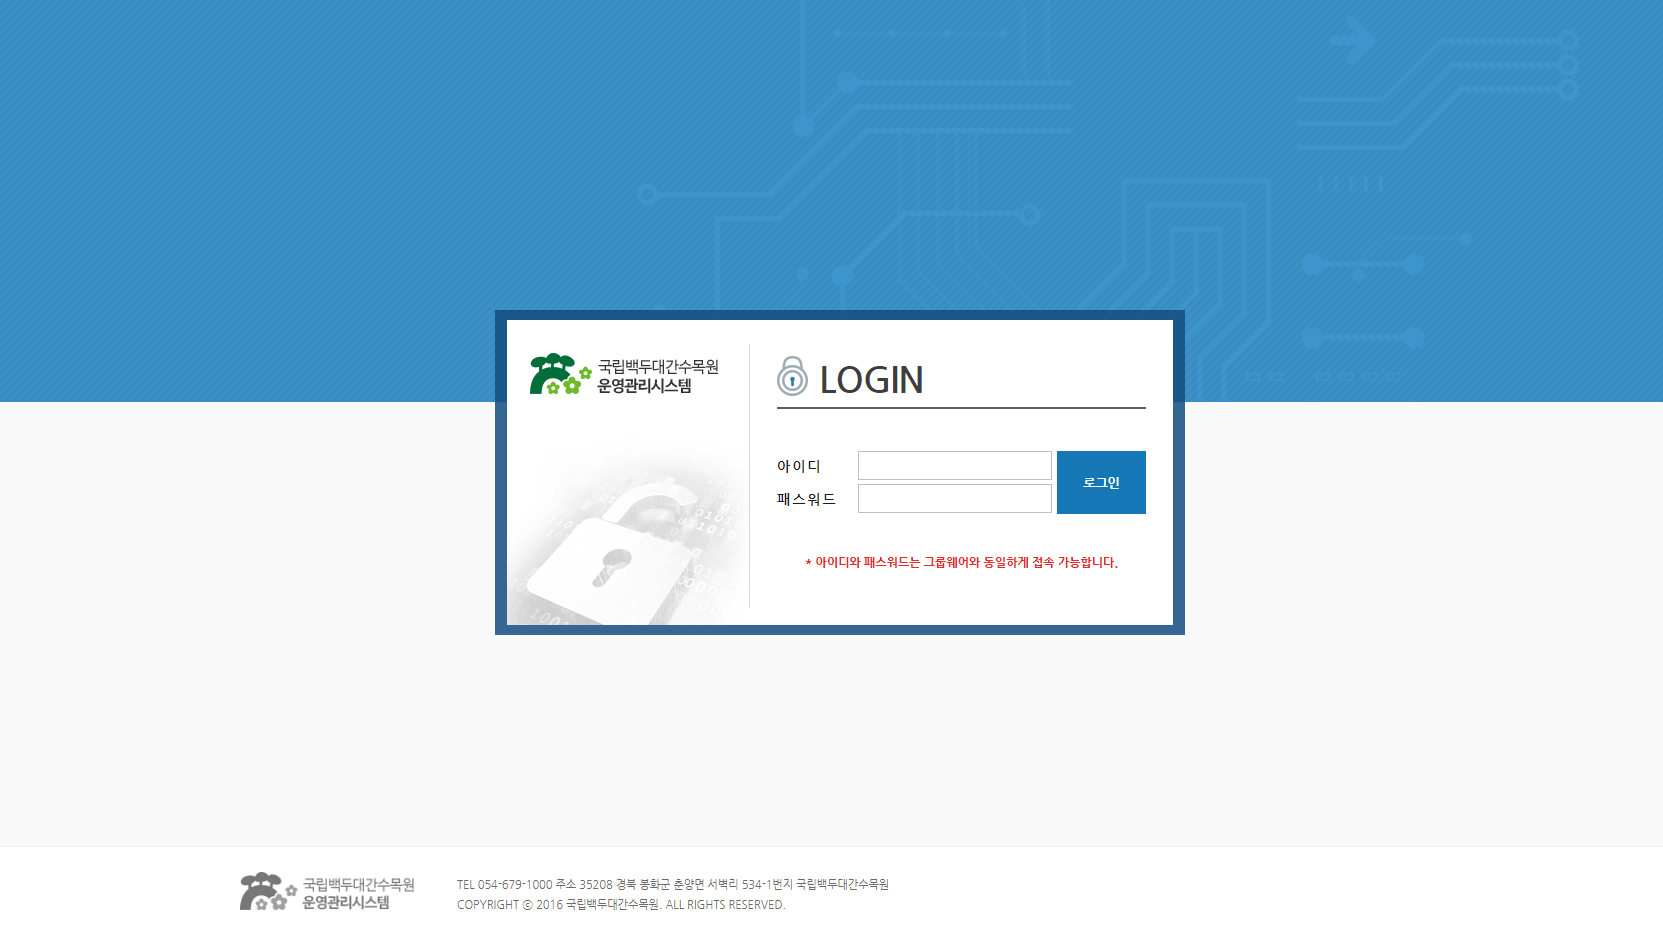 국립백두대간수목원
운영관리시스템
LOGIN
아이디
패스워드
로그인
* 아이디와 패스워드는 그룹웨어와 동일하게 접속 가능합니다.
국립백두대간수목원
운영관리시스템
TEL 054-679-1000 주소 35208 경북 봉화군 춘양면 서벽리 534-1번지 국립백두대간수목원
COPYRIGHT ⓒ 2016 국립백두대간수목원. ALL RIGHTS RESERVED.